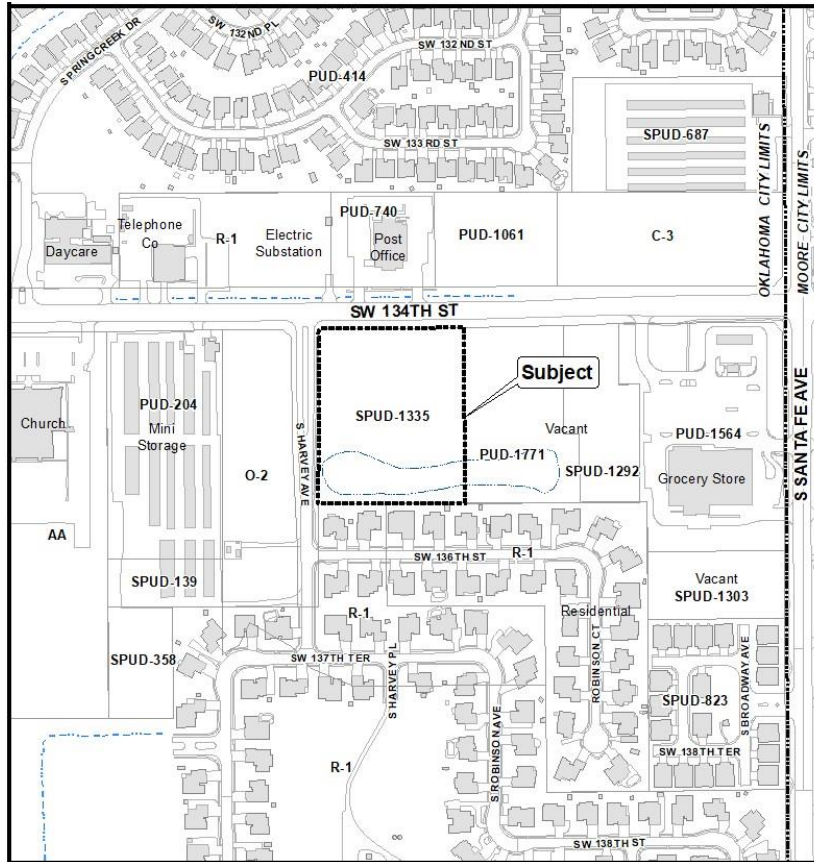 SW 132ND PL
SPRINGCREEK DR
SW 132ND ST
PUD-414
SW 133RD ST
SPUD-687
OKLAHOMA CITY LIMITS
MOORE CITY LIMITS
PUD-740
Telephone
Co
Daycare
R-1
Electric
Substation
Post
Office
PUD-1061
C-3
SW 134TH ST
Subject
Church
PUD-204
Mini
Storage
S HARVEY AVE
SPUD-1335
Vacant
PUD-1771
SPUD-1292
PUD-1564
Grocery Store
S SANTA FE AVE
O-2
AA
SW 136TH ST
R-1
SPUD-139
Vacant
SPUD-1303
R-1
Residential
SPUD-358
SW 137TH TER
S HARVEY PL
ROBINSON CT
S BROADWAY AVE
SPUD-823
SW 138TH TER
R-1
S ROBINSON AVE
SW 138TH ST